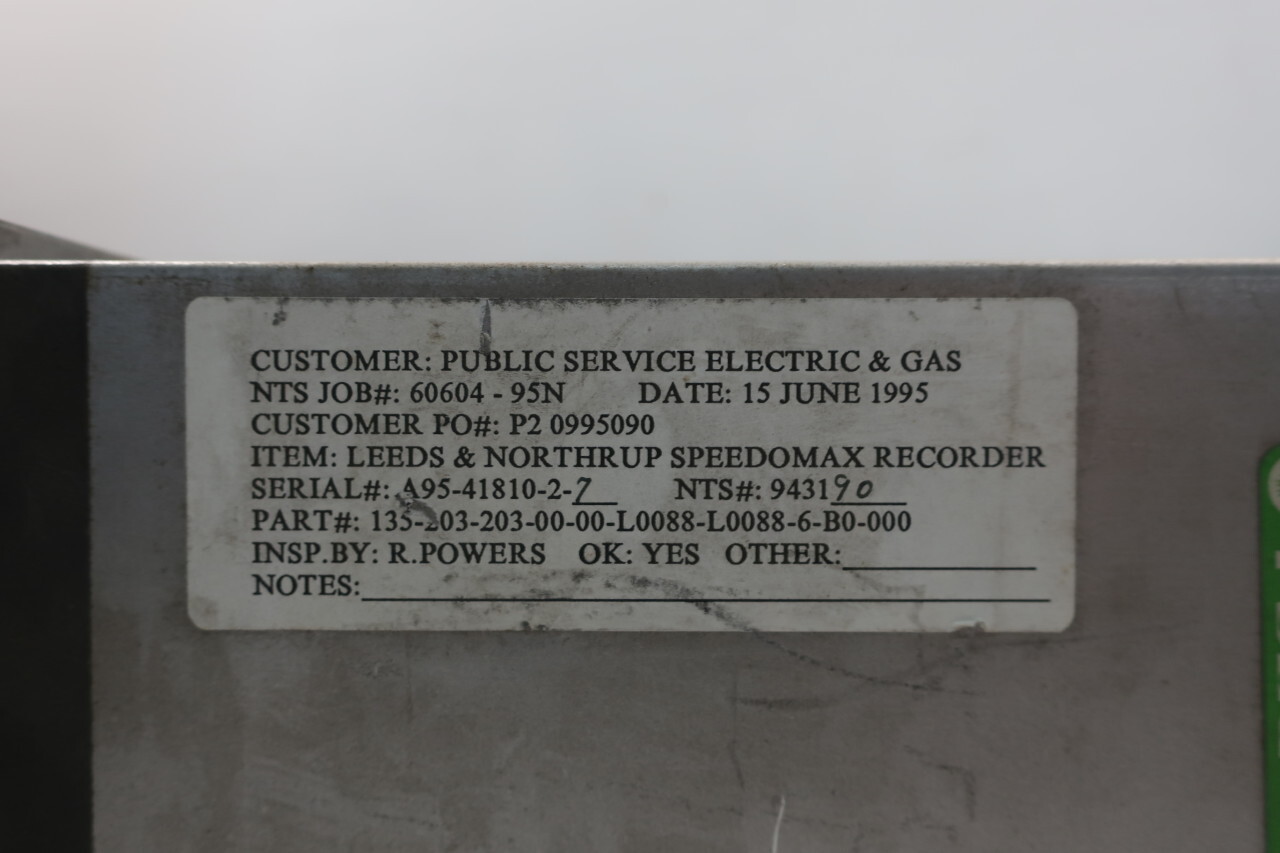 CUSTOMER: PUBLIC SERVICE ELECTRIC & GAS
NTS JOB#: 60604 - 95N DATE: 15 JUNE 1995
CUSTOMER PO#: P2 0995090
ITEM: LEEDS & NORTHRUP SPEEDOMAX RECORDER
SERIAL#: A95-41810-2-7 NTS#: 943190
PART#: 135-203-203-00-00-L0088-L0088-6-B0-000
INSP.BY: R.POWERS OK: YES OTHER:
NOTES: